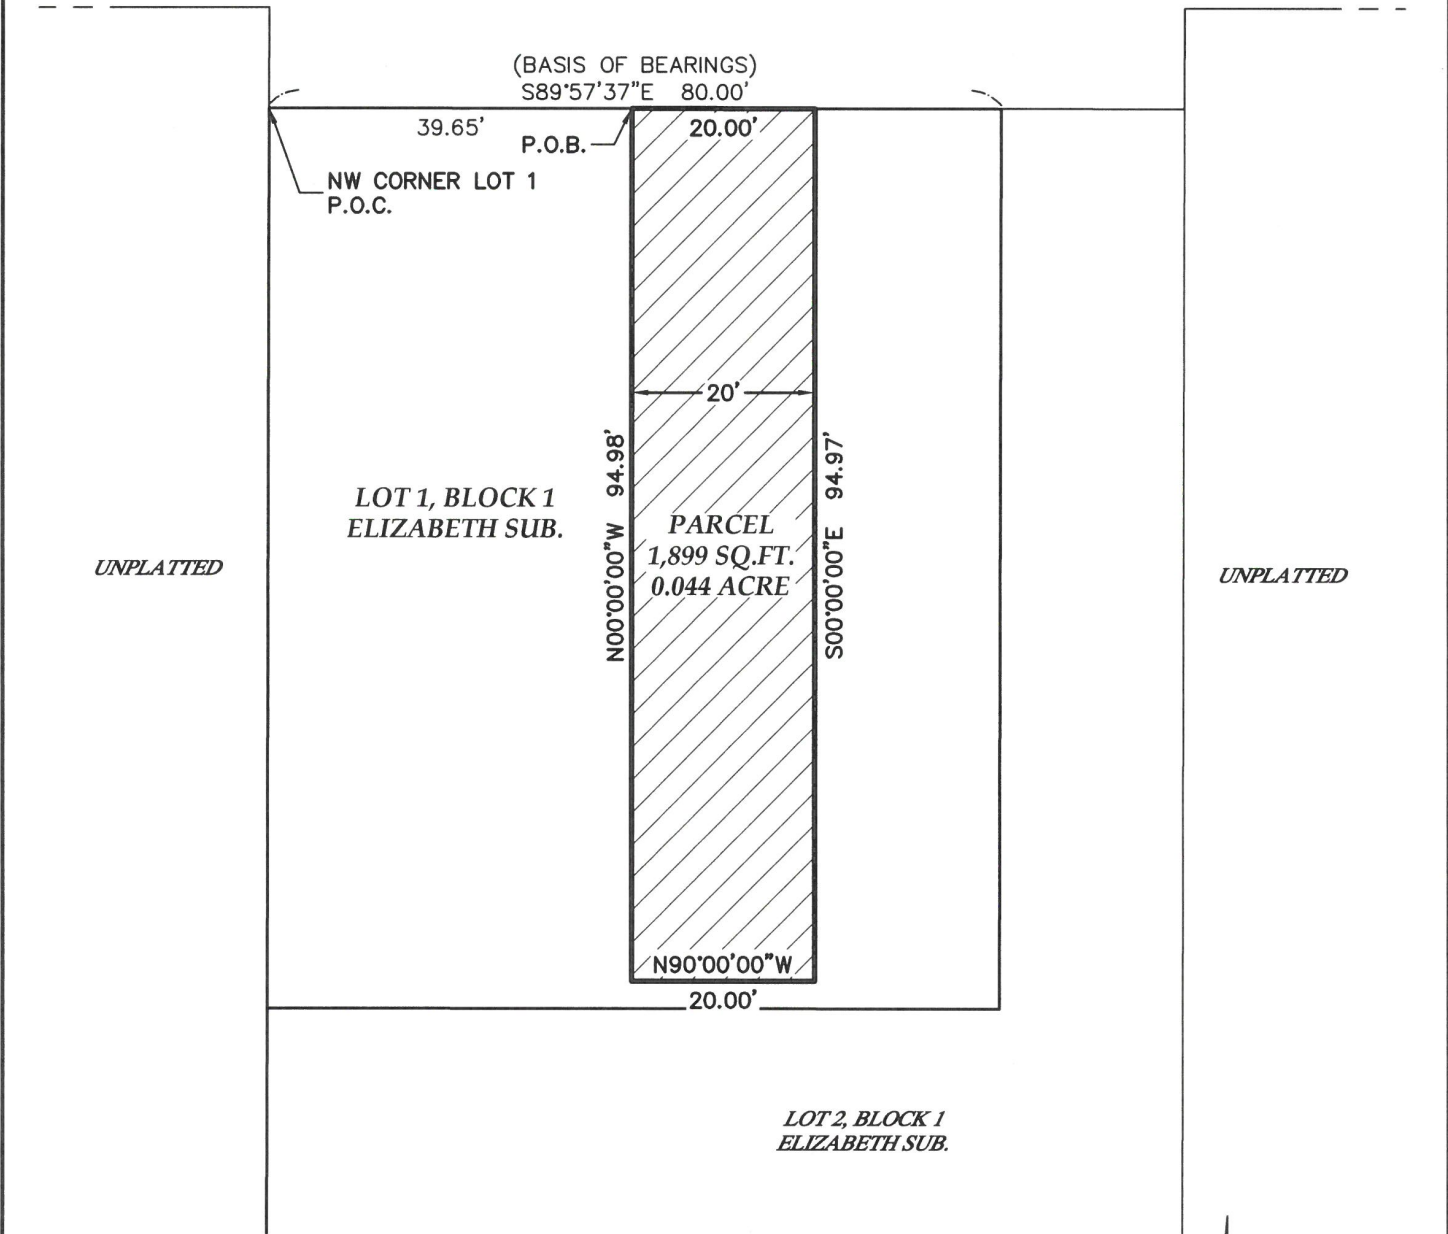 (BASIS OF BEARINGS)
S89°57'37"E 80.00'
39.65'
P.O.B.
20.00'
NW CORNER LOT 1
P.O.C.
20'
N00°00'00"W 94.98'
S00°00'00"E 94.97'
LOT 1, BLOCK 1
ELIZABETH SUB.
PARCEL
1,899 SQ.FT.
0.044 ACRE
UNPLATTED
UNPLATTED
N90°00'00"W
20.00'
LOT 2, BLOCK 1
ELIZABETH SUB.